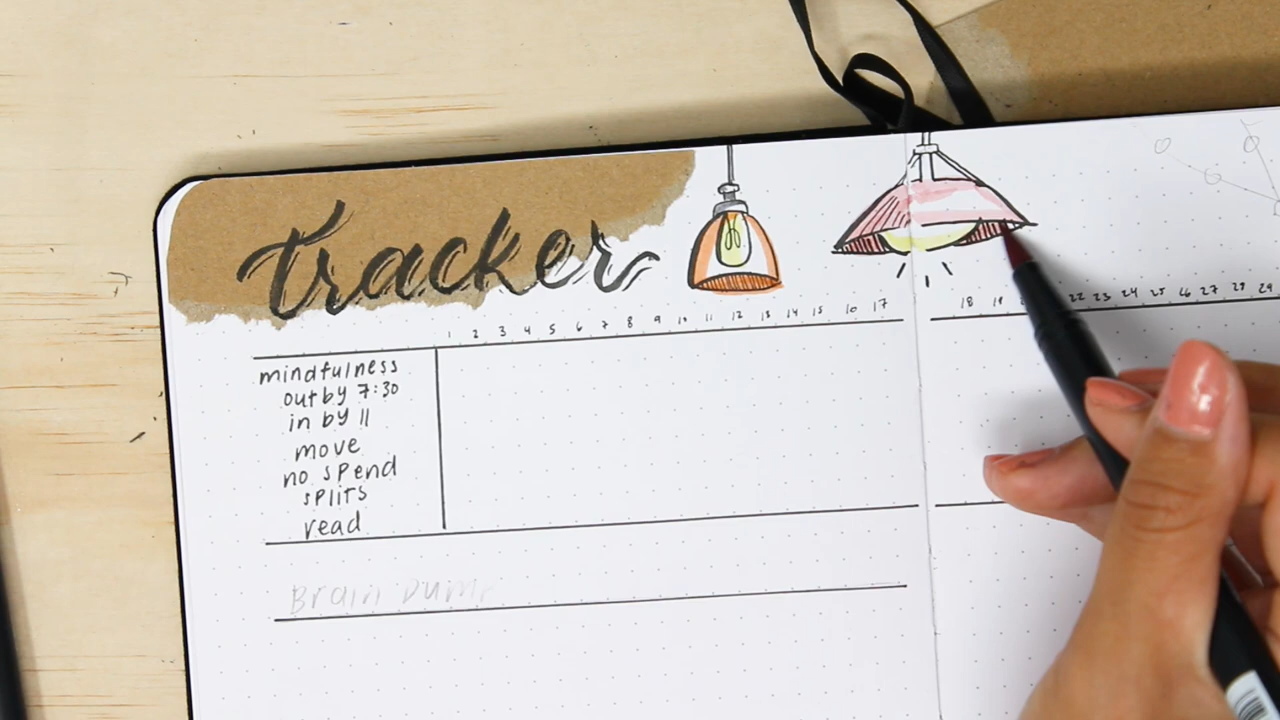 tracker
1 2 3 4 5 6 7 8 9 10 11 12 13 14 15 16 17 18 19 22 23 24 25 26 27 28 29
mindfulness
out by 7:30
in by 11
move
no spend
splits
read
Brain Dump